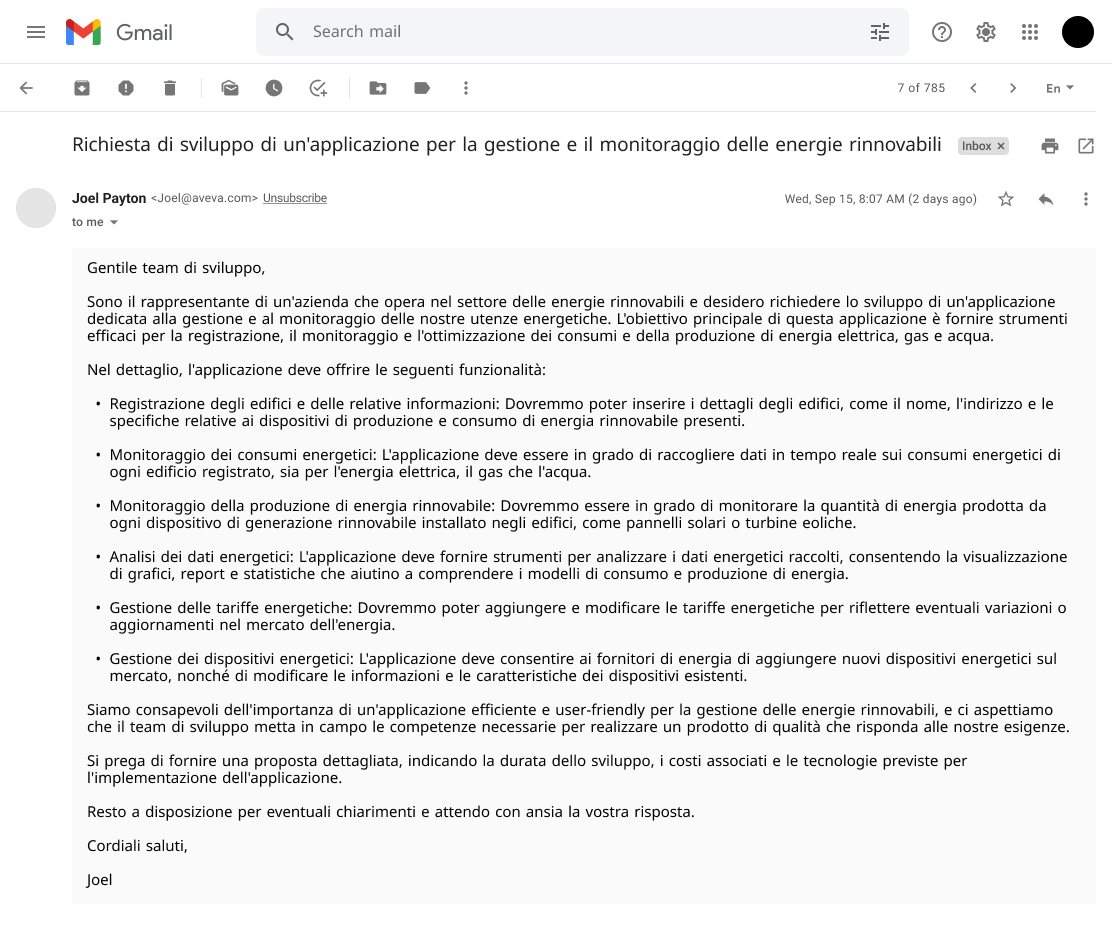 Gmail
Search mail
7 of 785
En
Richiesta di sviluppo di un'applicazione per la gestione e il monitoraggio delle energie rinnovabili
Inbox ×
Joel Payton <Joel@aveva.com> Unsubscribe
Wed, Sep 15, 8:07 AM (2 days ago)
to me
Gentile team di sviluppo,
Sono il rappresentante di un'azienda che opera nel settore delle energie rinnovabili e desidero richiedere lo sviluppo di un'applicazione
dedicata alla gestione e al monitoraggio delle nostre utenze energetiche. L'obiettivo principale di questa applicazione è fornire strumenti
efficaci per la registrazione, il monitoraggio e l'ottimizzazione dei consumi e della produzione di energia elettrica, gas e acqua.
Nel dettaglio, l'applicazione deve offrire le seguenti funzionalità:
• Registrazione degli edifici e delle relative informazioni: Dovremmo poter inserire i dettagli degli edifici, come il nome, l'indirizzo e le
specifiche relative ai dispositivi di produzione e consumo di energia rinnovabile presenti.
• Monitoraggio dei consumi energetici: L'applicazione deve essere in grado di raccogliere dati in tempo reale sui consumi energetici di
ogni edificio registrato, sia per l'energia elettrica, il gas che l'acqua.
• Monitoraggio della produzione di energia rinnovabile: Dovremmo essere in grado di monitorare la quantità di energia prodotta da
ogni dispositivo di generazione rinnovabile installato negli edifici, come pannelli solari o turbine eoliche.
• Analisi dei dati energetici: L'applicazione deve fornire strumenti per analizzare i dati energetici raccolti, consentendo la visualizzazione
di grafici, report e statistiche che aiutino a comprendere i modelli di consumo e produzione di energia.
• Gestione delle tariffe energetiche: Dovremmo poter aggiungere e modificare le tariffe energetiche per riflettere eventuali variazioni o
aggiornamenti nel mercato dell'energia.
• Gestione dei dispositivi energetici: L'applicazione deve consentire ai fornitori di energia di aggiungere nuovi dispositivi energetici sul
mercato, nonché di modificare le informazioni e le caratteristiche dei dispositivi esistenti.
Siamo consapevoli dell'importanza di un'applicazione efficiente e user-friendly per la gestione delle energie rinnovabili, e ci aspettiamo
che il team di sviluppo metta in campo le competenze necessarie per realizzare un prodotto di qualità che risponda alle nostre esigenze.
Si prega di fornire una proposta dettagliata, indicando la durata dello sviluppo, i costi associati e le tecnologie previste per
l'implementazione dell'applicazione.
Resto a disposizione per eventuali chiarimenti e attendo con ansia la vostra risposta.
Cordiali saluti,
Joel